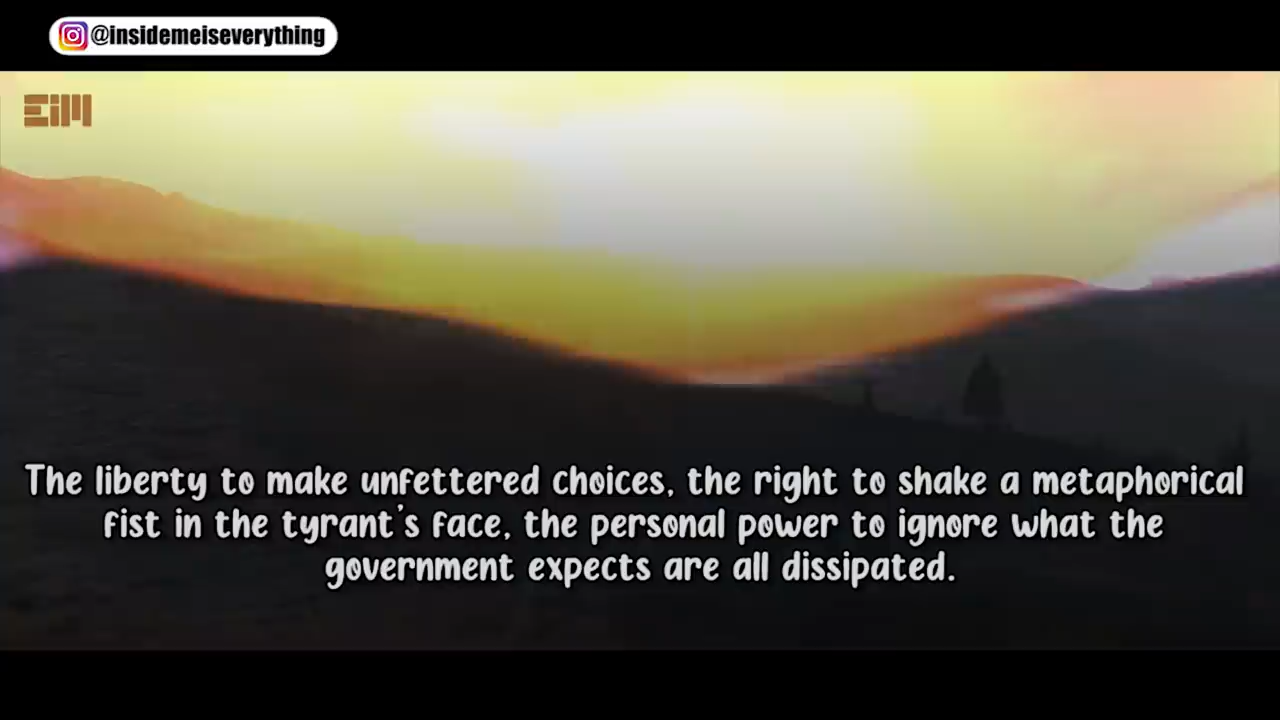 @insidemeiseverything
EiM
The liberty to make unfettered choices, the right to shake a metaphorical
fist in the tyrant's face, the personal power to ignore what the
government expects are all dissipated.